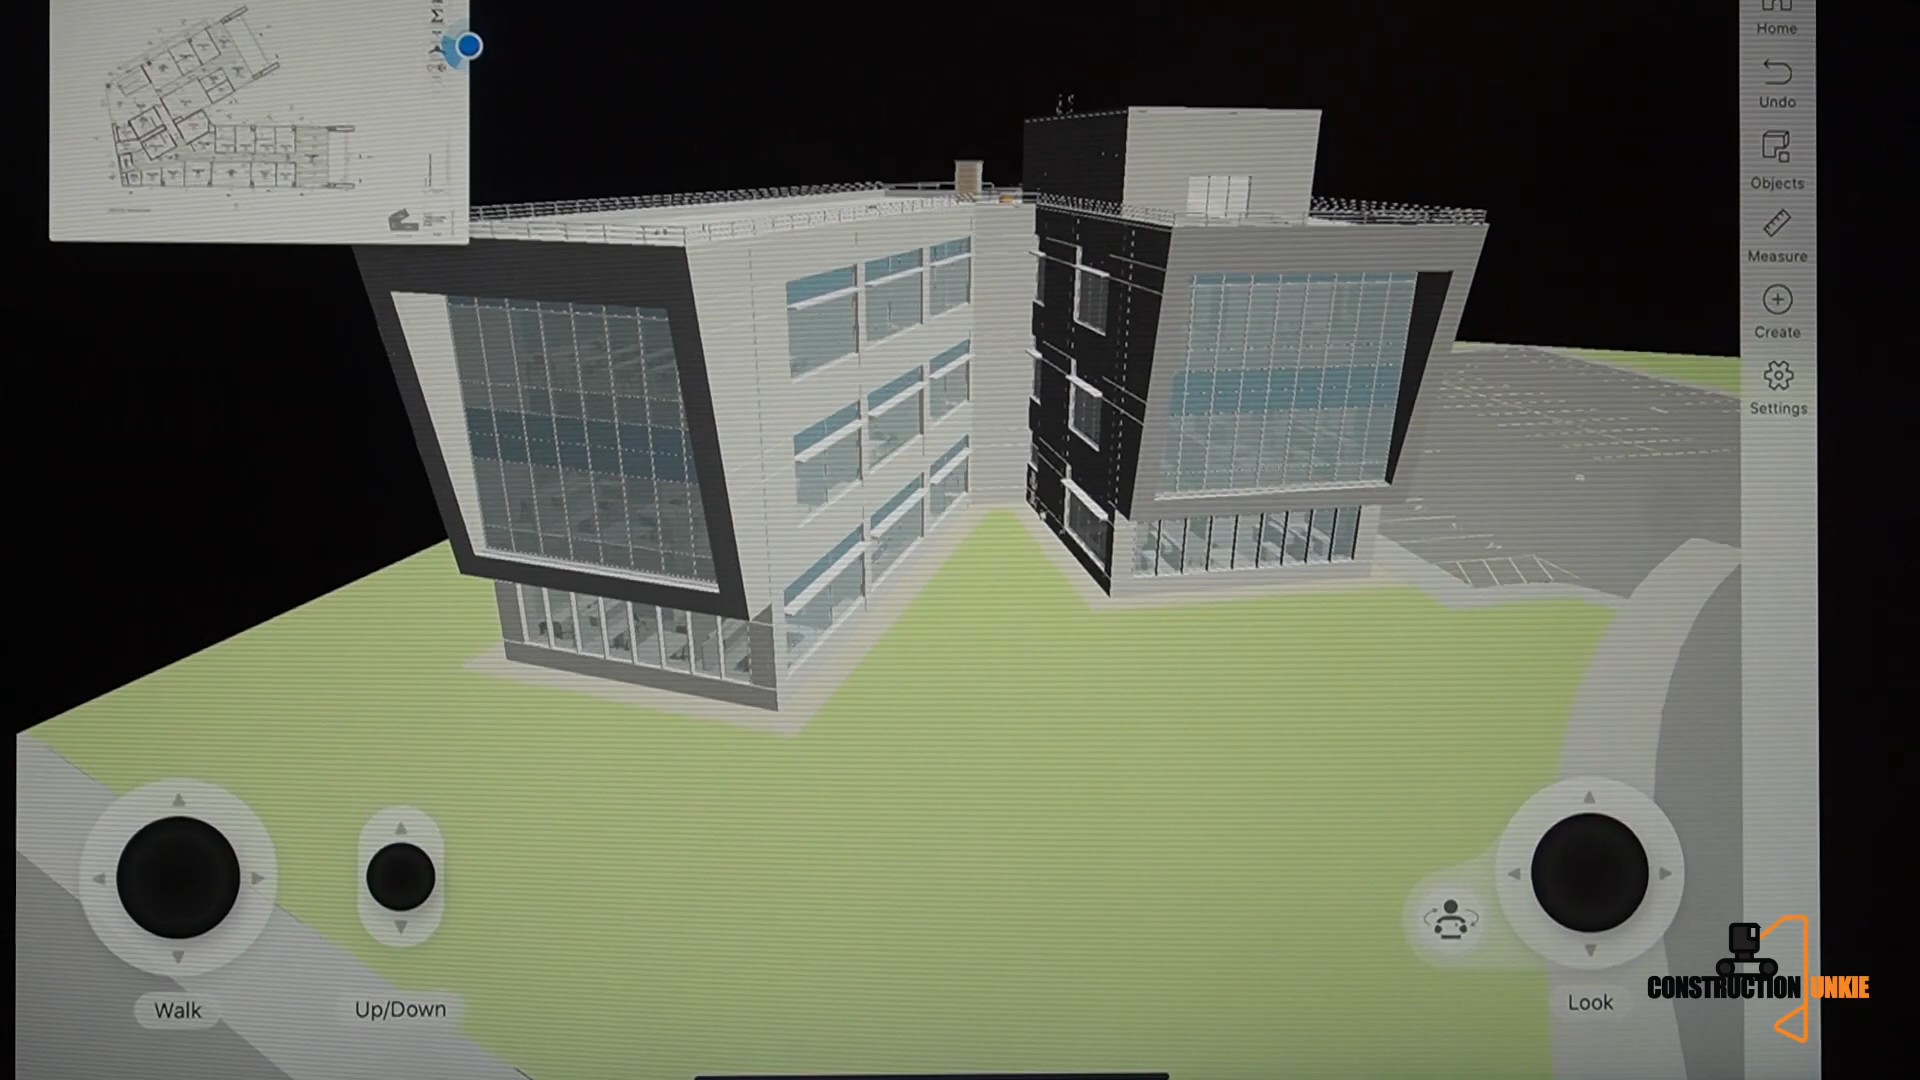 Home
Undo
Objects
Measure
Create
Settings
Walk
Up/Down
Look
CONSTRUCTION JUNKIE